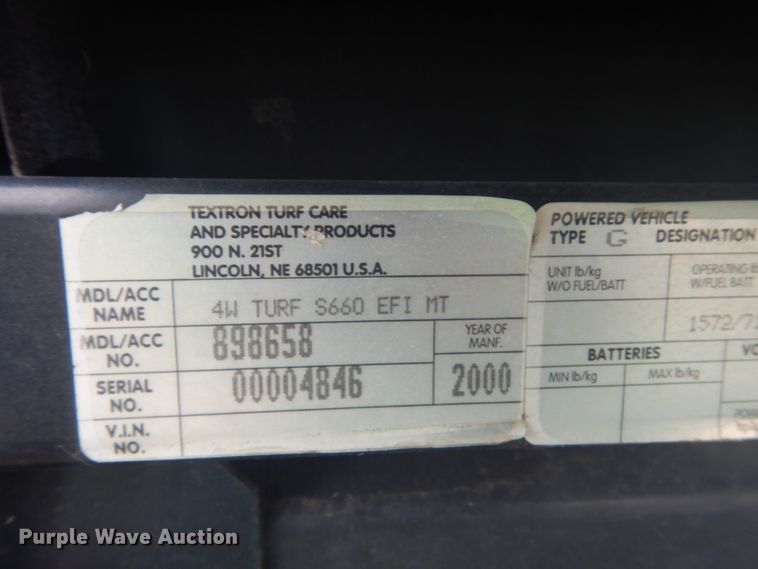 TEXTRON TURF CARE
AND SPECIALTY PRODUCTS
900 N. 21ST
LINCOLN, NE 68501 U.S.A.
MDL/ACC NAME 4W TURF S660 EFI MT
MDL/ACC NO. 898658
YEAR OF MANF. 2000
SERIAL NO. 00004846
V.I.N. NO.
POWERED VEHICLE
TYPE G DESIGNATION
UNIT lb/kg
W/O FUEL/BATT
OPERATING
W/FUEL BATT
1572/7
BATTERIES
MIN lb/kg MAX lb/kg
Purple Wave Auction